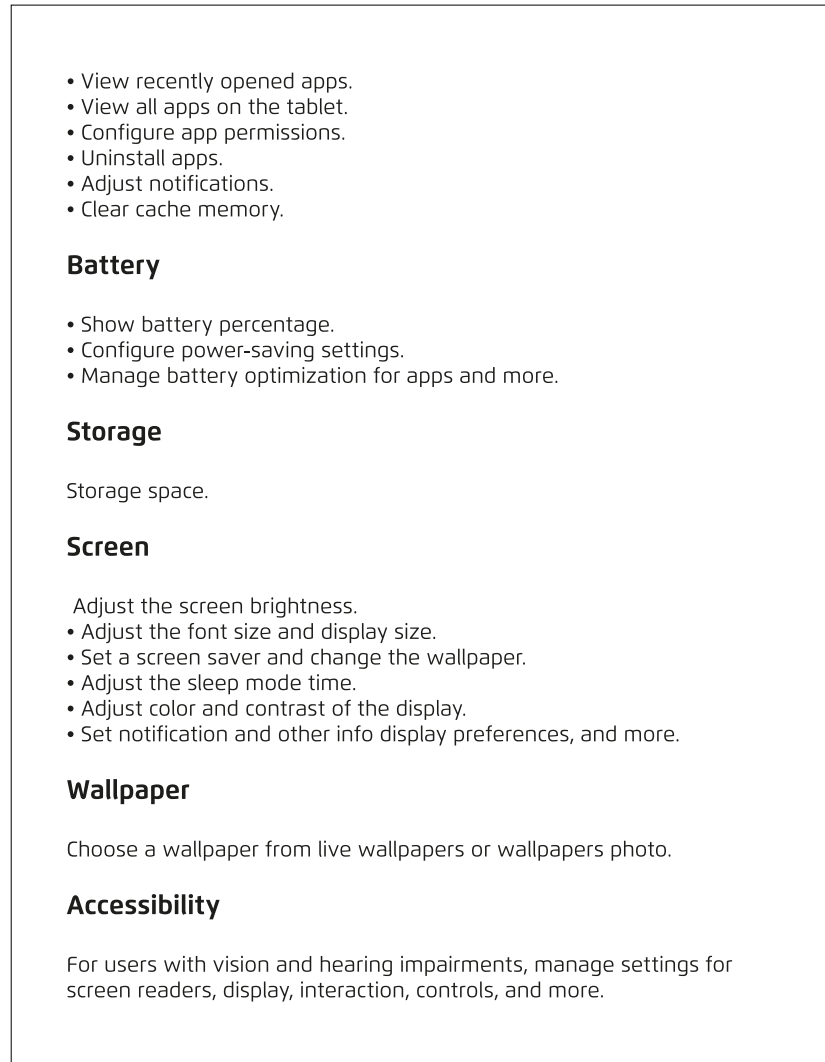 • View recently opened apps.
• View all apps on the tablet.
• Configure app permissions.
• Uninstall apps.
• Adjust notifications.
• Clear cache memory.
Battery
• Show battery percentage.
• Configure power-saving settings.
• Manage battery optimization for apps and more.
Storage
Storage space.
Screen
Adjust the screen brightness.
• Adjust the font size and display size.
• Set a screen saver and change the wallpaper.
• Adjust the sleep mode time.
• Adjust color and contrast of the display.
• Set notification and other info display preferences, and more.
Wallpaper
Choose a wallpaper from live wallpapers or wallpapers photo.
Accessibility
For users with vision and hearing impairments, manage settings for
screen readers, display, interaction, controls, and more.